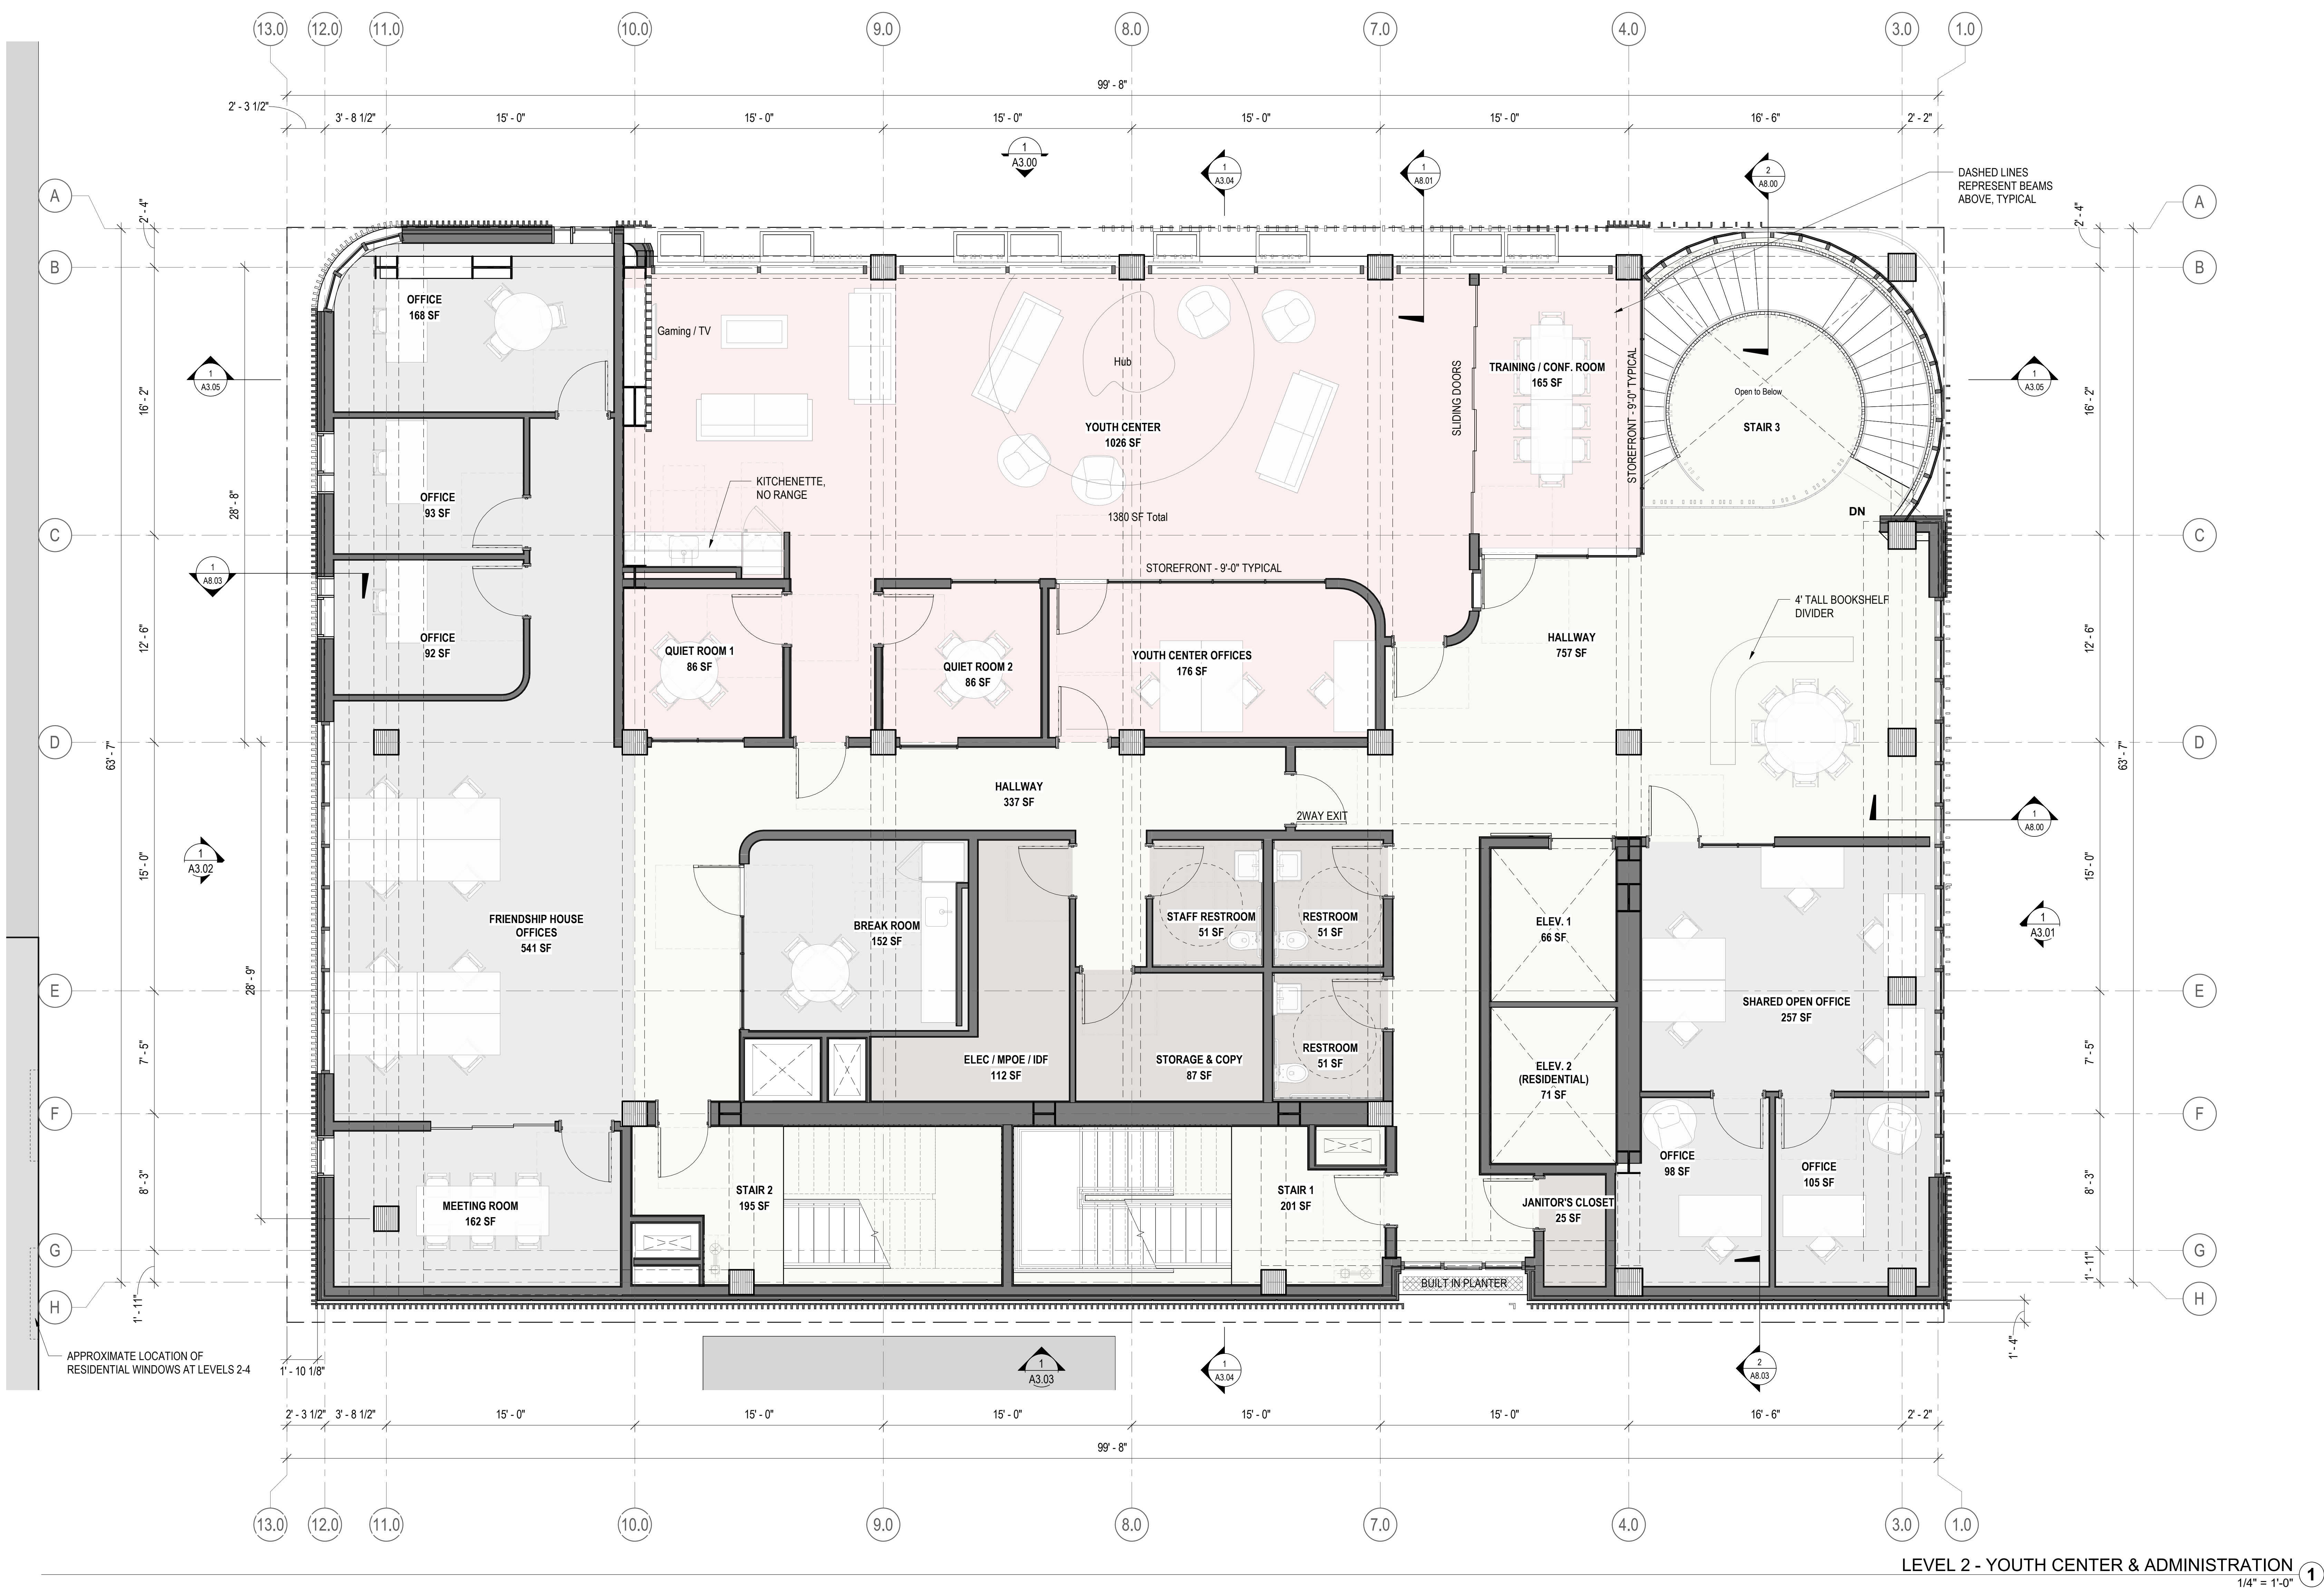 13.0
12.0
11.0
10.0
9.0
8.0
7.0
4.0
3.0
1.0
99' - 8"
2' - 3 1/2"
3' - 8 1/2"
15' - 0"
15' - 0"
15' - 0"
15' - 0"
15' - 0"
16' - 6"
2' - 2"
1
A3.00
1
A3.04
1
A8.01
2
A8.00
DASHED LINES
REPRESENT BEAMS
ABOVE, TYPICAL
A
A
2' - 4"
2' - 4"
B
B
OFFICE
168 SF
Gaming / TV
Hub
TRAINING / CONF. ROOM
165 SF
SLIDING DOORS
STOREFRONT - 9'-0" TYPICAL
Open to Below
STAIR 3
1
A3.05
1
A3.05
16' - 2"
16' - 2"
YOUTH CENTER
1026 SF
28' - 8"
OFFICE
93 SF
KITCHENETTE,
NO RANGE
1380 SF Total
DN
C
C
1
A8.03
STOREFRONT - 9'-0" TYPICAL
4' TALL BOOKSHELF
DIVIDER
12' - 6"
12' - 6"
OFFICE
92 SF
QUIET ROOM 1
86 SF
QUIET ROOM 2
86 SF
YOUTH CENTER OFFICES
176 SF
HALLWAY
757 SF
D
D
63' - 7"
63' - 7"
HALLWAY
337 SF
2WAY EXIT
1
A8.00
1
A3.02
15' - 0"
15' - 0"
FRIENDSHIP HOUSE
OFFICES
541 SF
BREAK ROOM
152 SF
STAFF RESTROOM
51 SF
RESTROOM
51 SF
ELEV. 1
66 SF
1
A3.01
28' - 9"
E
E
SHARED OPEN OFFICE
257 SF
7' - 5"
7' - 5"
ELEC / MPOE / IDF
112 SF
STORAGE & COPY
87 SF
RESTROOM
51 SF
ELEV. 2
(RESIDENTIAL)
71 SF
F
F
OFFICE
98 SF
OFFICE
105 SF
8' - 3"
8' - 3"
MEETING ROOM
162 SF
STAIR 2
195 SF
STAIR 1
201 SF
JANITOR'S CLOSET
25 SF
G
G
1' - 11"
1' - 11"
BUILT IN PLANTER
H
H
1' - 4"
APPROXIMATE LOCATION OF
RESIDENTIAL WINDOWS AT LEVELS 2-4
1' - 10 1/8"
1
A3.03
1
A3.04
2
A8.03
2' - 3 1/2"
3' - 8 1/2"
15' - 0"
15' - 0"
15' - 0"
15' - 0"
15' - 0"
16' - 6"
2' - 2"
99' - 8"
13.0
12.0
11.0
10.0
9.0
8.0
7.0
4.0
3.0
1.0
LEVEL 2 - YOUTH CENTER & ADMINISTRATION
1/4" = 1'-0"
1